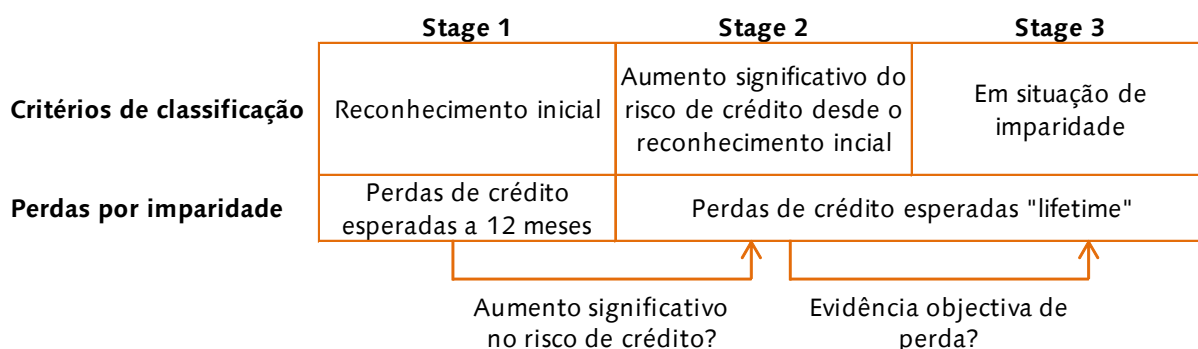 Stage 1
Stage 2
Stage 3
Critérios de classificação
Reconhecimento inicial
Aumento significativo do
risco de crédito desde o
reconhecimento incial
Em situação de
imparidade
Perdas por imparidade
Perdas de crédito
esperadas a 12 meses
Perdas de crédito esperadas "lifetime"
Aumento significativo
no risco de crédito?
Evidência objectiva de
perda?